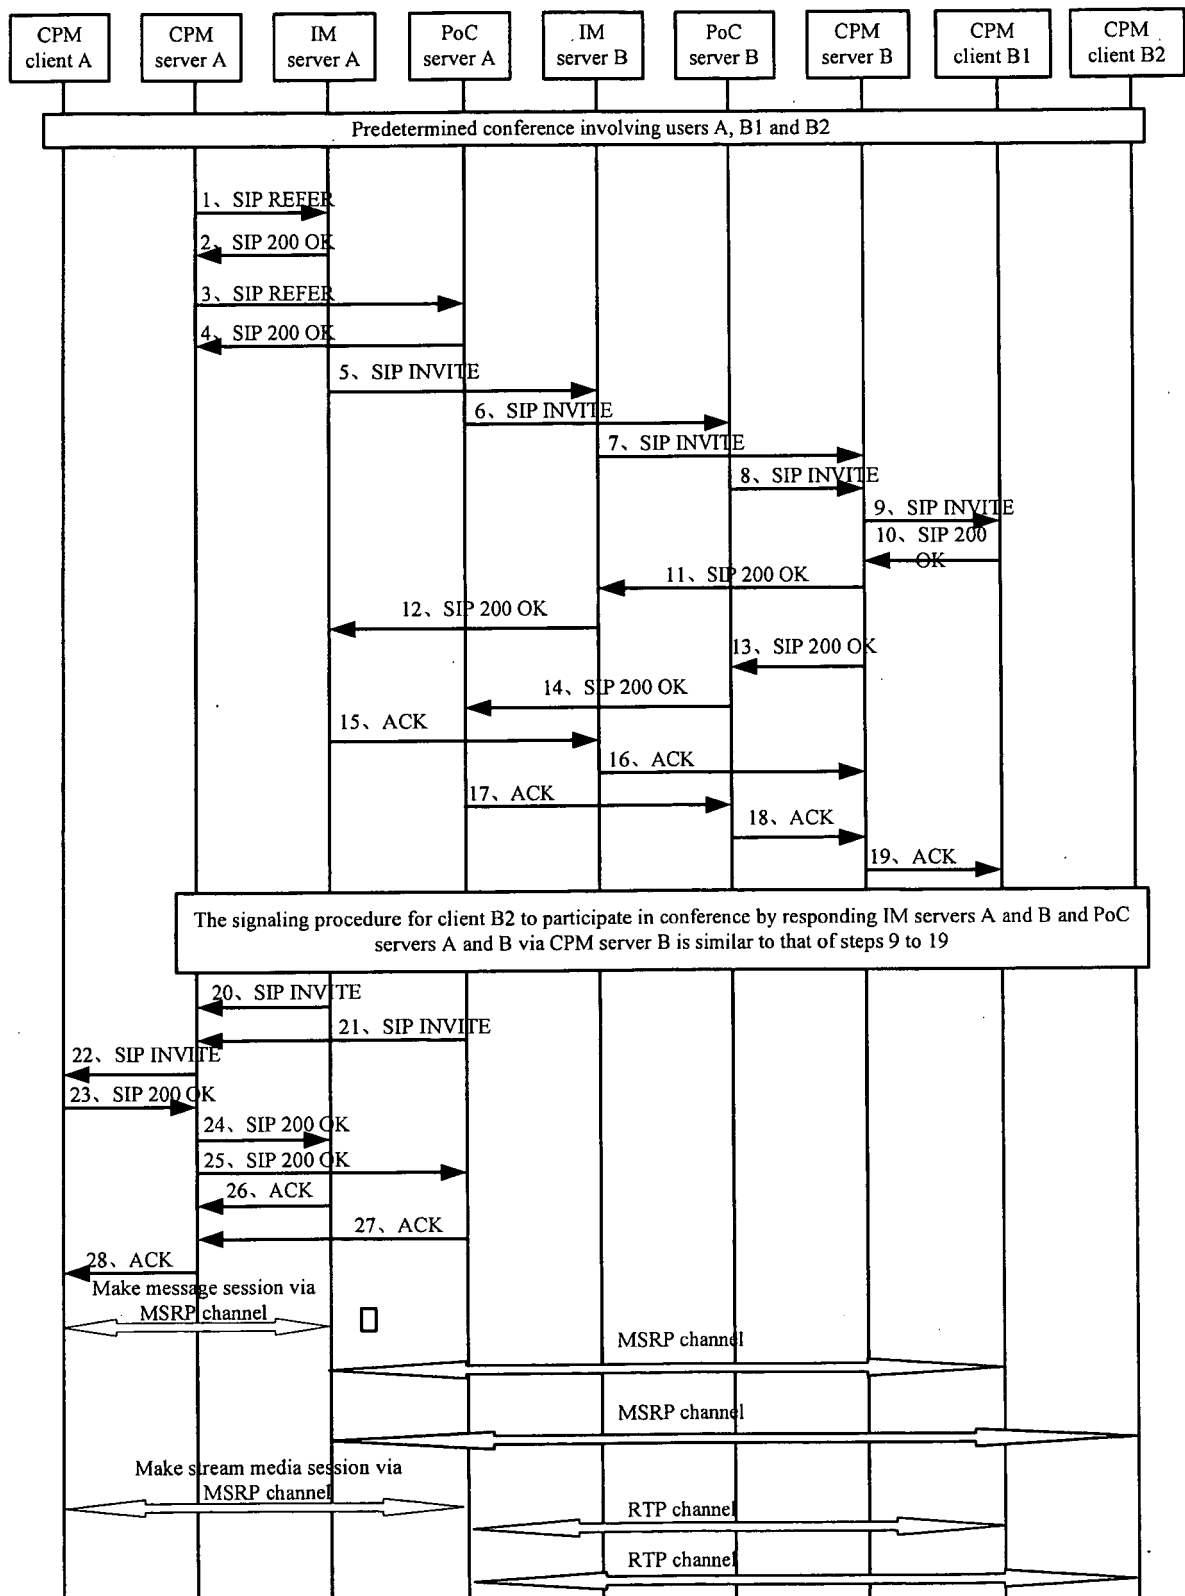 CPM
client A
CPM
server A
IM
server A
PoC
server A
IM
server B
PoC
server B
CPM
server B
CPM
client B1
CPM
client B2
Predetermined conference involving users A, B1 and B2
1、SIP REFER
2、SIP 200 OK
3、SIP REFER
4、SIP 200 OK
5、SIP INVITE
6、SIP INVITE
7、SIP INVITE
8、SIP INVITE
9、SIP INVITE
10、SIP 200
OK
11、SIP 200 OK
12、SIP 200 OK
13、SIP 200 OK
14、SIP 200 OK
15、ACK
16、ACK
17、ACK
18、ACK
19、ACK
The signaling procedure for client B2 to participate in conference by responding IM servers A and B and PoC
servers A and B via CPM server B is similar to that of steps 9 to 19
20、SIP INVITE
21、SIP INVITE
22、SIP INVITE
23、SIP 200 OK
24、SIP 200 OK
25、SIP 200 OK
26、ACK
27、ACK
28、ACK
Make message session via
MSRP channel
MSRP channel
MSRP channel
Make stream media session via
MSRP channel
RTP channel
RTP channel